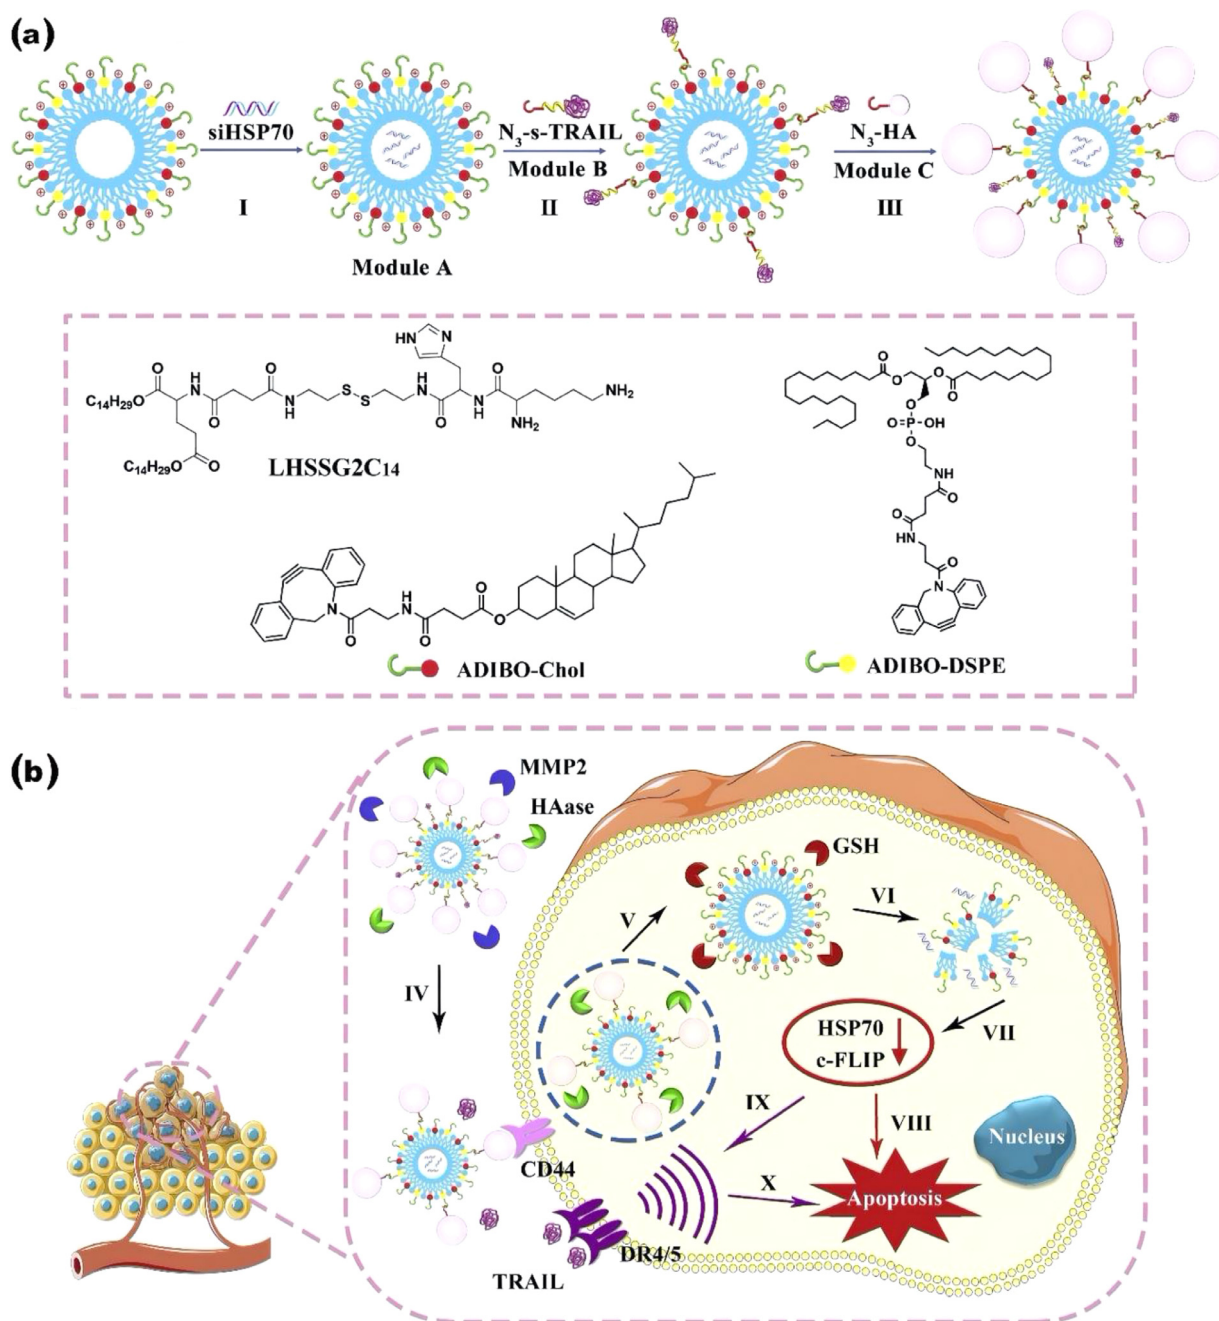 (a)
siHSP70
I
Module A
N3-s-TRAIL
Module B
II
N3-HA
Module C
III
HN
N
O
H
N
O
C14H29O
O
N
H
S
S
H
N
O
N
H
O
NH2
NH2
C14H29O
O
LHSSG2C14
O
O
O
O
O
O=P-OH
O
NH
O
O
HN
O
N
N
O
H
N
O
O
O
ADIBO-Chol
ADIBO-DSPE
(b)
MMP2
HAase
GSH
V
VI
IV
HSP70
c-FLIP
VII
IX
VIII
Nucleus
CD44
X
Apoptosis
DR4/5
TRAIL